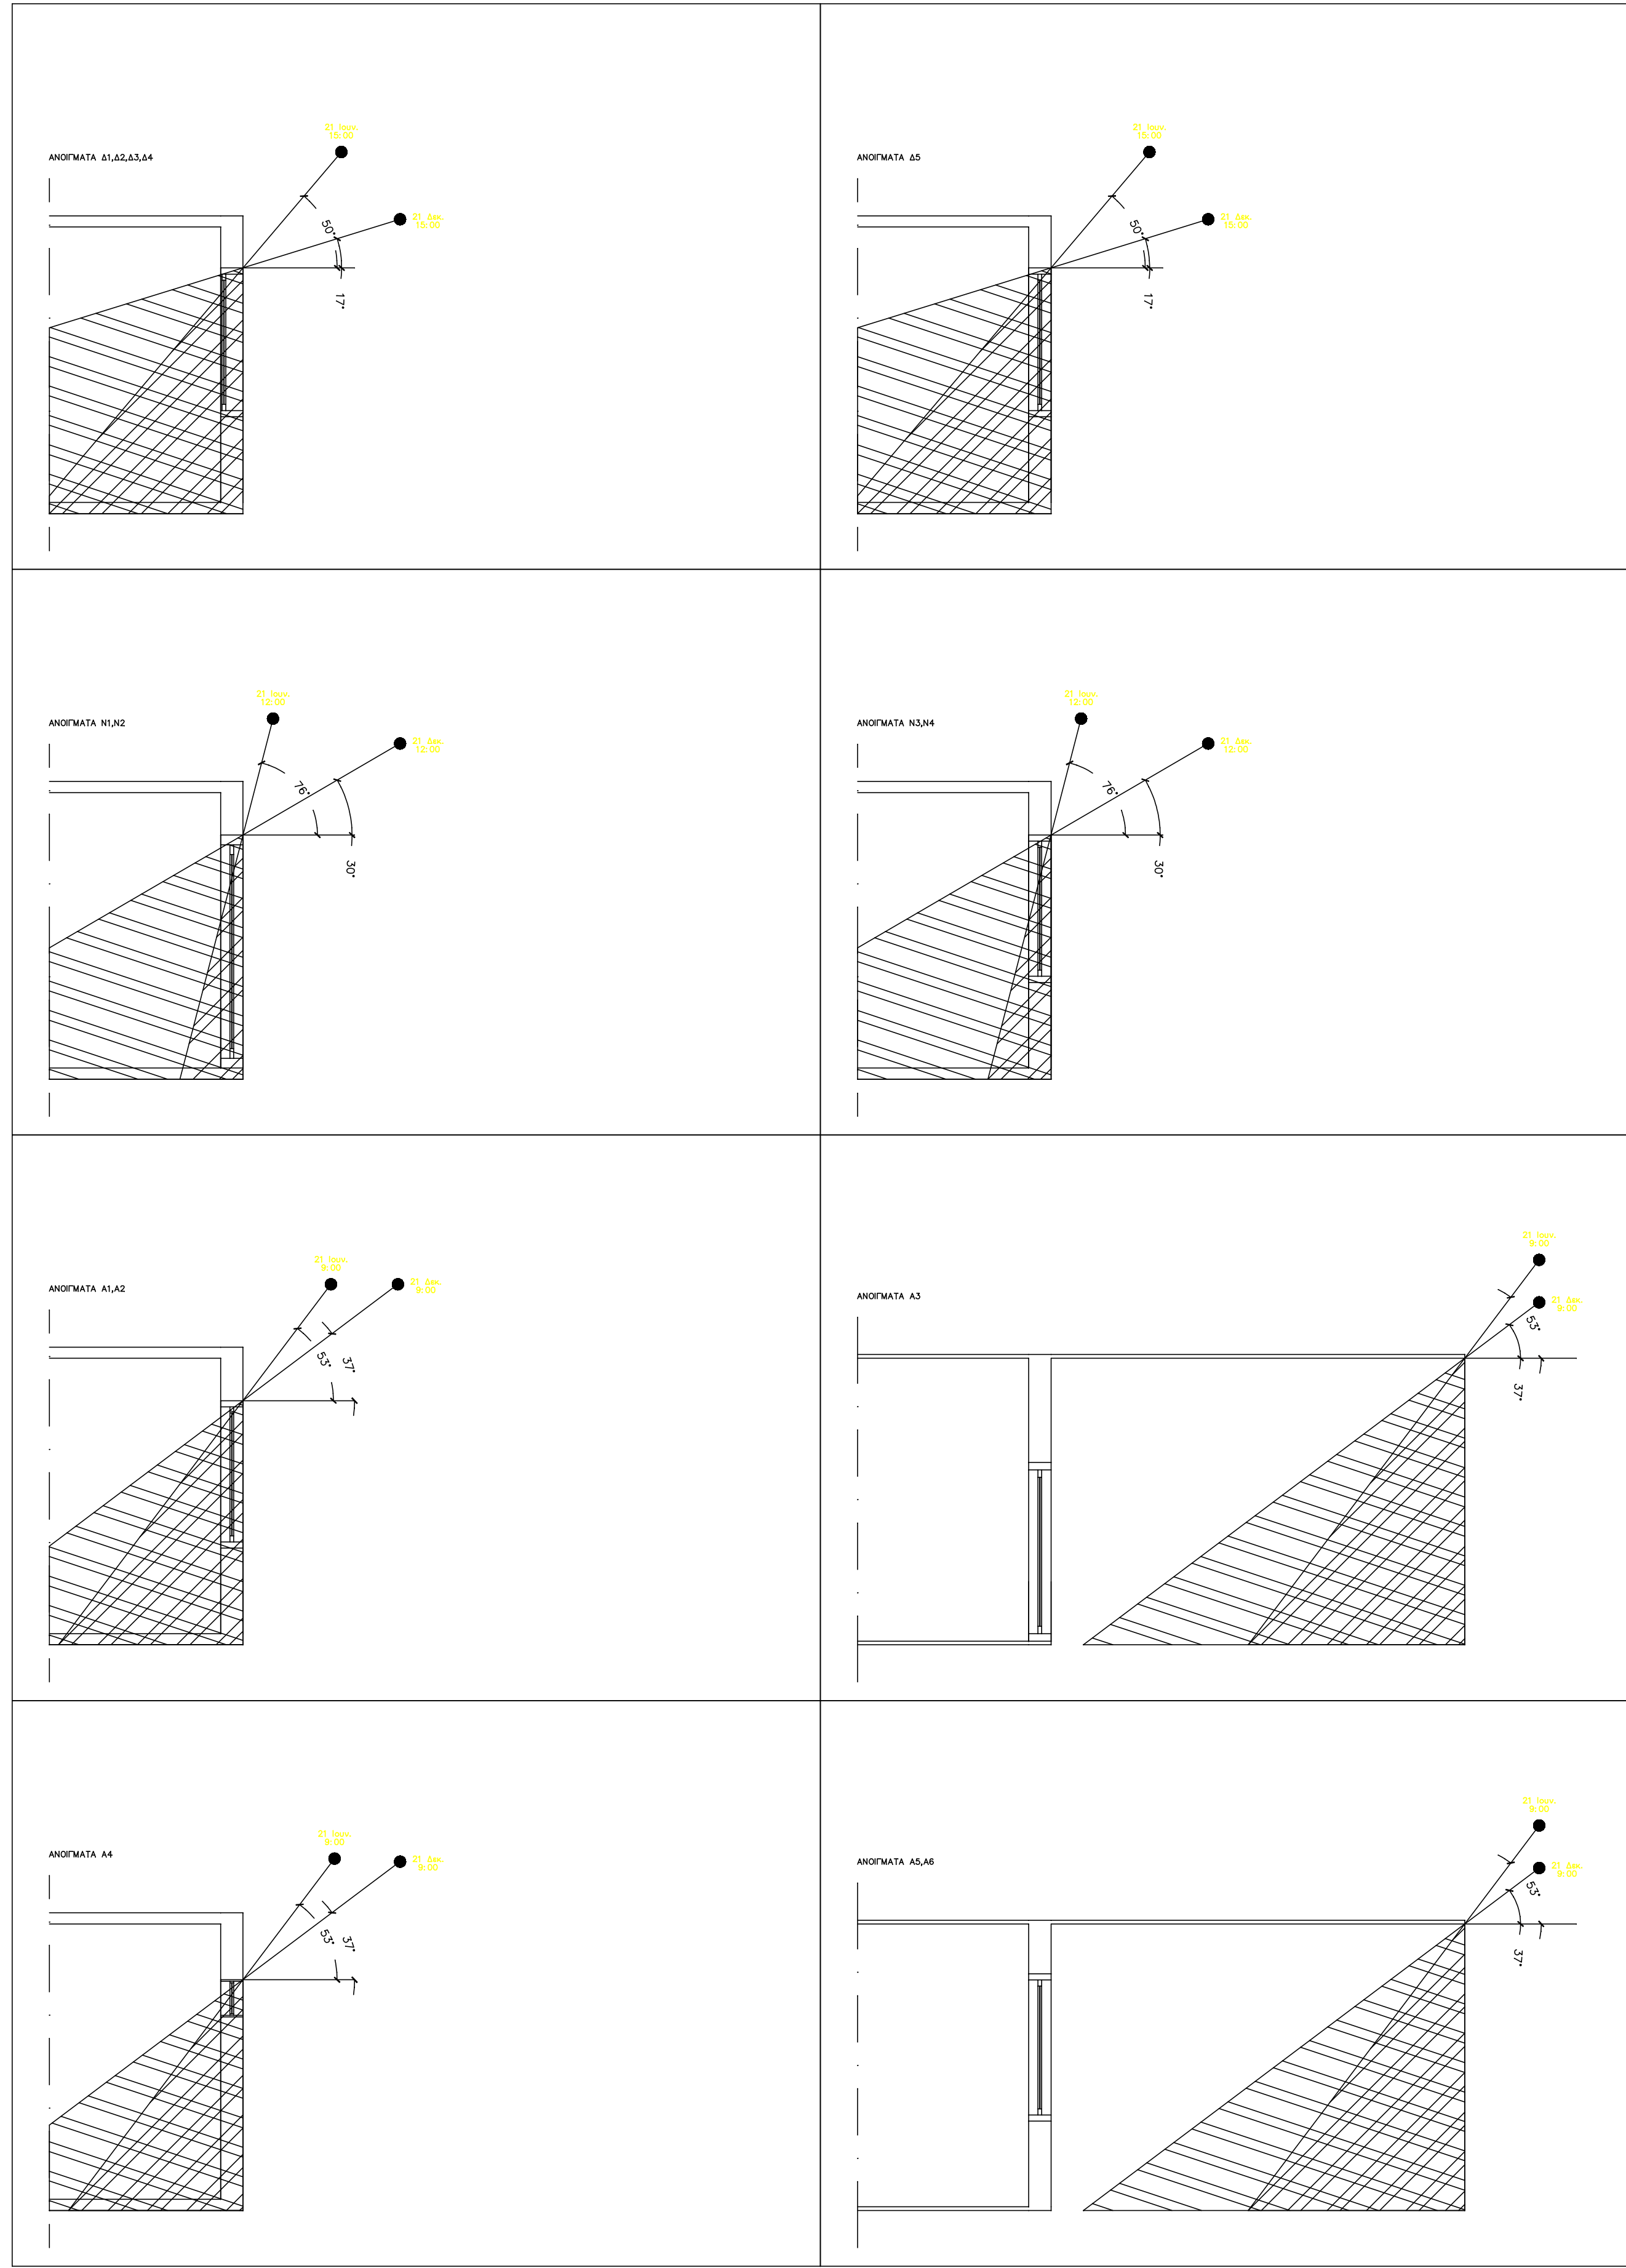 ΑΝΟΙΓΜΑΤΑ Δ1,Δ2,Δ3,Δ4
21 Ιουν.
15:00
21 Δεκ.
15:00
50°
17°
ΑΝΟΙΓΜΑΤΑ Δ5
21 Ιουν.
15:00
21 Δεκ.
15:00
50°
17°
ΑΝΟΙΓΜΑΤΑ Ν1,Ν2
21 Ιουν.
12:00
21 Δεκ.
12:00
76°
30°
ΑΝΟΙΓΜΑΤΑ Ν3,Ν4
21 Ιουν.
12:00
21 Δεκ.
12:00
76°
30°
ΑΝΟΙΓΜΑΤΑ Α1,Α2
21 Ιουν.
9:00
21 Δεκ.
9:00
53°
37°
ΑΝΟΙΓΜΑΤΑ Α3
21 Ιουν.
9:00
21 Δεκ.
9:00
53°
37°
ΑΝΟΙΓΜΑΤΑ Α4
21 Ιουν.
9:00
21 Δεκ.
9:00
53°
37°
ΑΝΟΙΓΜΑΤΑ Α5,Α6
21 Ιουν.
9:00
21 Δεκ.
9:00
53°
37°